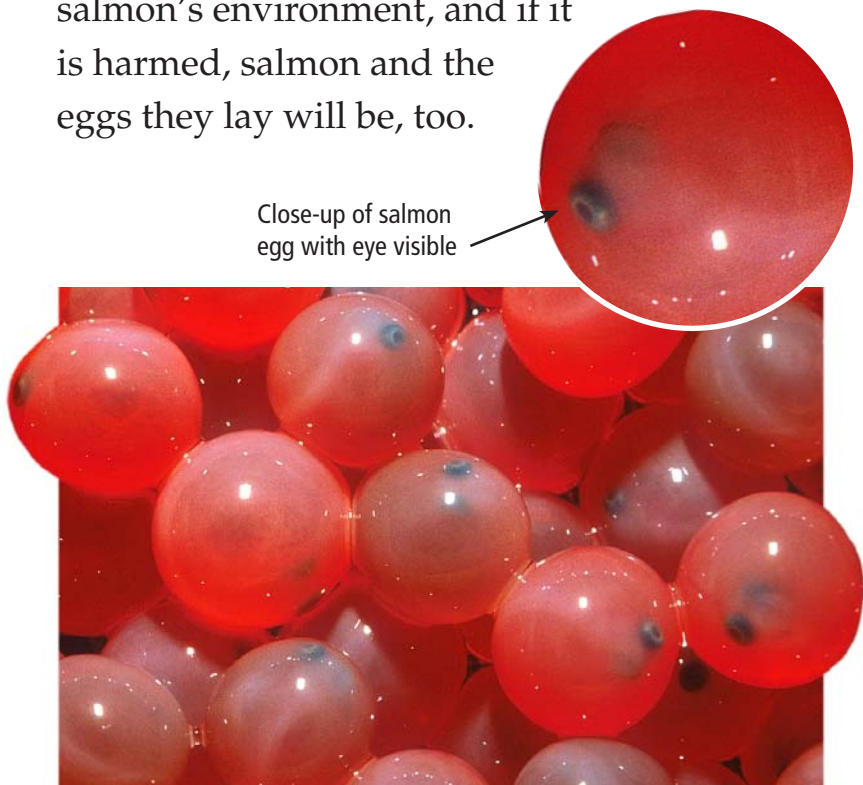 salmon’s environment, and if it
is harmed, salmon and the
eggs they lay will be, too.
Close-up of salmon
egg with eye visible